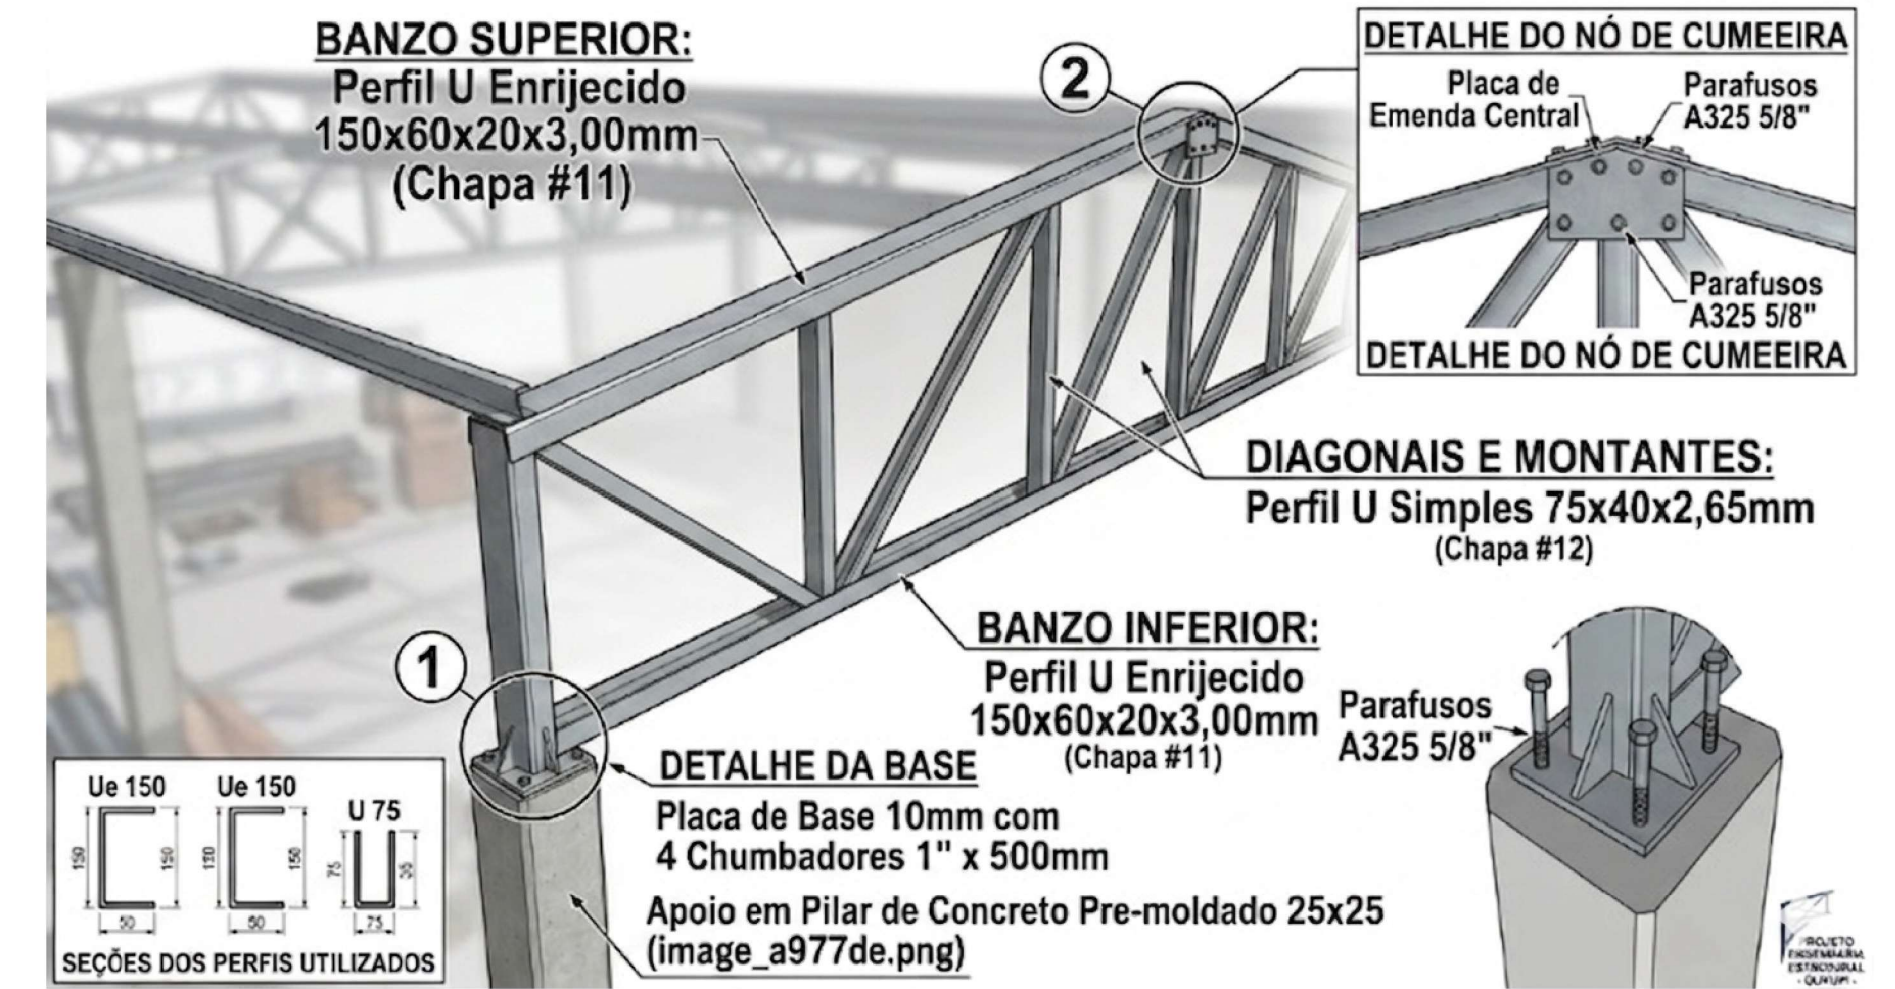 BANZO SUPERIOR:
Perfil U Enrijecido
150x60x20x3,00mm
(Chapa #11)
2
DETALHE DO NÓ DE CUMEEIRA
Placa de
Emenda Central
Parafusos
A325 5/8"
Parafusos
A325 5/8"
DETALHE DO NÓ DE CUMEEIRA
DIAGONAIS E MONTANTES:
Perfil U Simples 75x40x2,65mm
(Chapa #12)
BANZO INFERIOR:
Perfil U Enrijecido
150x60x20x3,00mm
(Chapa #11)
Parafusos
A325 5/8"
1
DETALHE DA BASE
Placa de Base 10mm com
4 Chumbadores 1" x 500mm
Apoio em Pilar de Concreto Pre-moldado 25x25
(image_a977de.png)
Ue 150
Ue 150
U 75
150
150
150
75
75
SEÇÕES DOS PERFIS UTILIZADOS
PROJETO